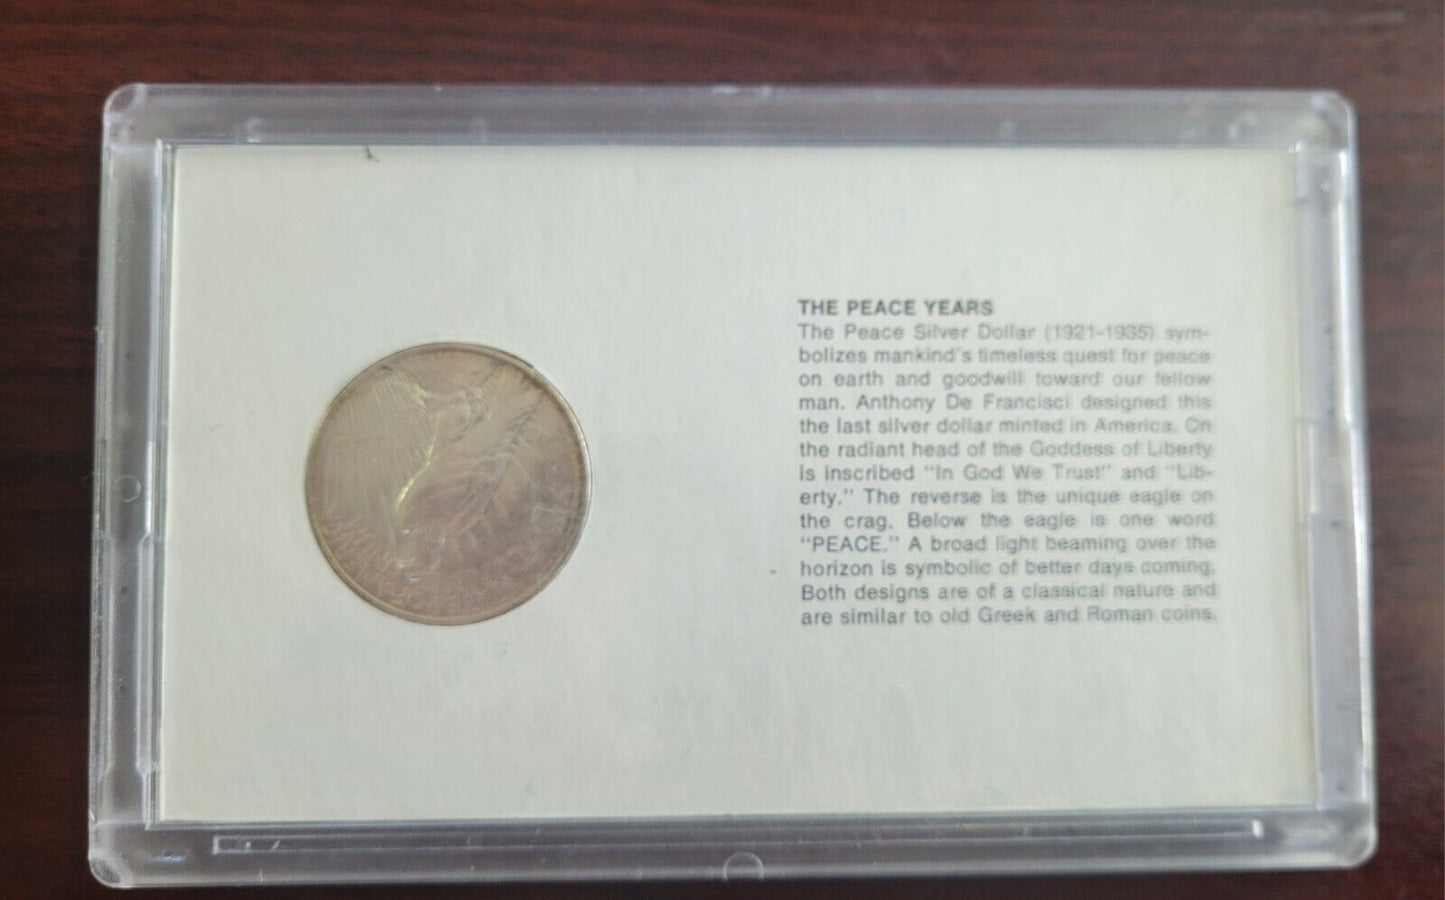 THE PEACE YEARS
The Peace Silver Dollar (1921-1935) sym-
bolizes mankind's timeless quest for peace
on earth and goodwill toward our fellow
man. Anthony De Francisci designed this
the last silver dollar minted in America. On
the radiant head of the Goddess of Liberty
is inscribed "In God We Trust" and "Lib-
erty." The reverse is the unique eagle on
the crag. Below the eagle is one word
"PEACE." A broad light beaming over the
horizon is symbolic of better days coming.
Both designs are of a classical nature and
are similar to old Greek and Roman coins.